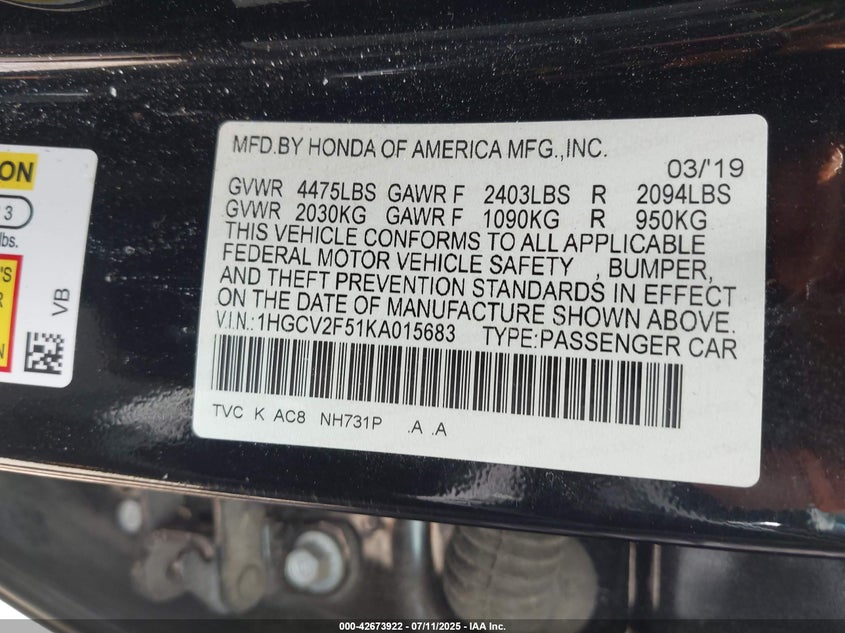 ON
3
lbs.
'S
R
N
VB
MFD.BY HONDA OF AMERICA MFG.,INC.
03/'19
GVWR 4475LBS GAWR F 2403LBS R 2094LBS
GVWR 2030KG GAWR F 1090KG R 950KG
THIS VEHICLE CONFORMS TO ALL APPLICABLE
FEDERAL MOTOR VEHICLE SAFETY , BUMPER,
AND THEFT PREVENTION STANDARDS IN EFFECT
ON THE DATE OF MANUFACTURE SHOWN ABOVE.
V.I.N.:1HGCV2F51KA015683 TYPE:PASSENGER CAR
TVC K AC8 NH731P .A .A
000-42673922 - 07/11/2025 - IAA Inc.